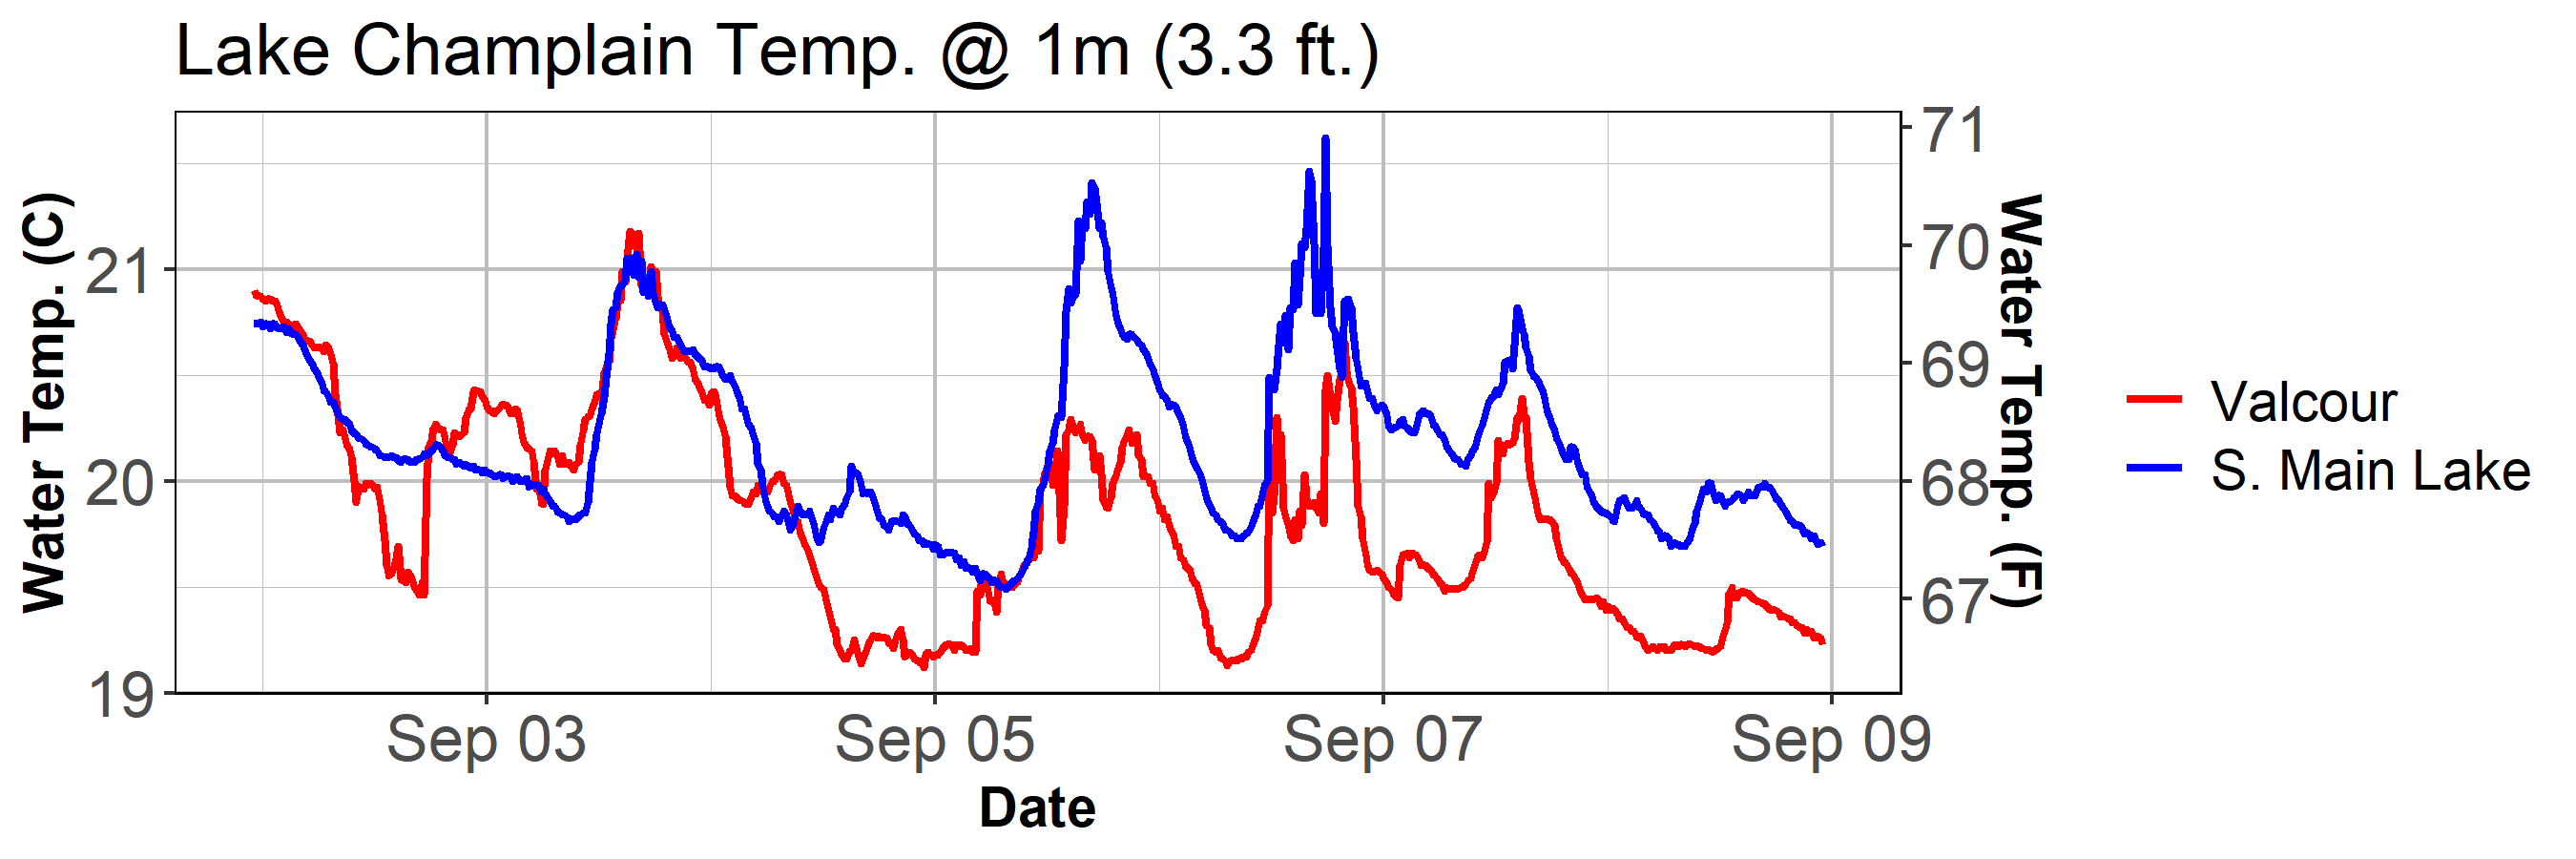 Lake Champlain Temp. @ 1m (3.3 ft.)
Water Temp. (C)
21
20
19
71
70
69
68
67
Water Temp. (F)
Sep 03
Sep 05
Sep 07
Sep 09
Date
Valcour
S. Main Lake